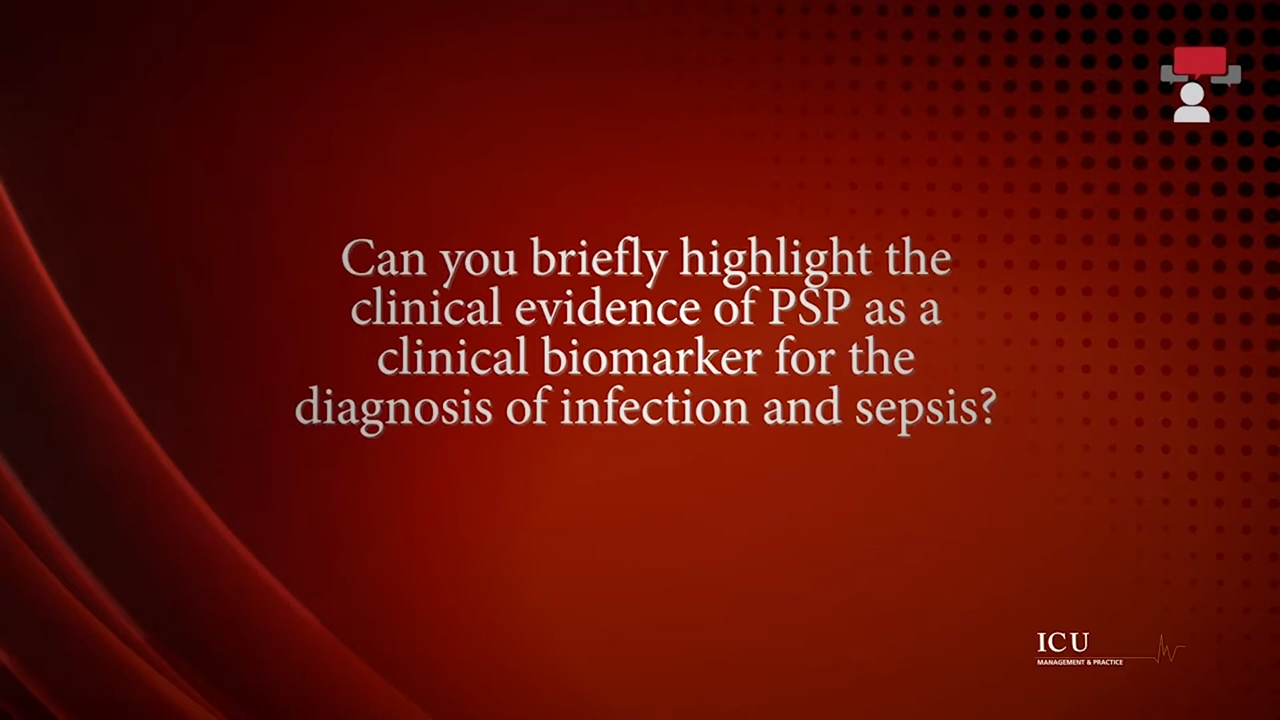 Can you briefly highlight the
clinical evidence of PSP as a
clinical biomarker for the
diagnosis of infection and sepsis?
ICU
MANAGEMENT & PRACTICE